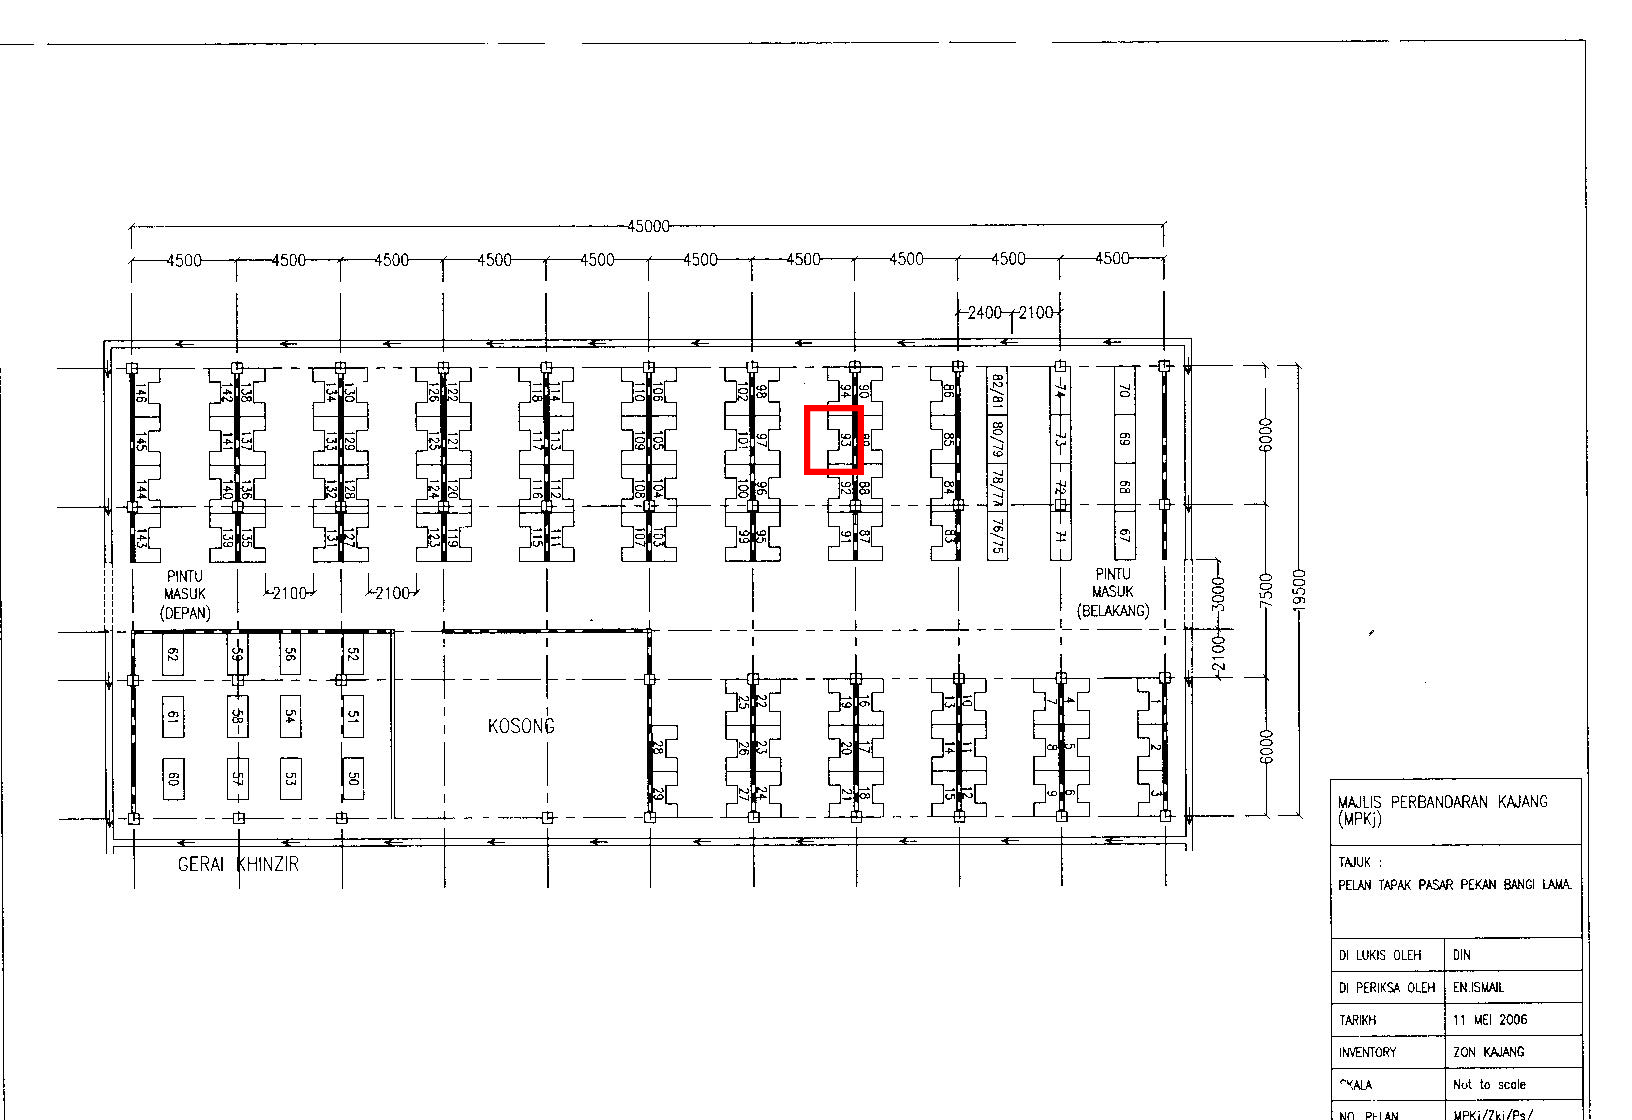 45000
4500 4500 4500 4500 4500 4500 4500 4500 4500 4500
2400 2100
146 142 138 134 130 126 122 118 114 110 106 102 98 94 90 86 82/81 74 70
145 141 137 133 129 125 121 117 113 109 105 101 97 93 85 80/79 73 69
144 140 136 132 128 124 120 116 112 108 104 100 96 92 88 84 78/77 72 68
143 139 135 131 127 123 119 115 111 107 103 99 95 91 87 83 76/75 71 67
6000
7500
19500
3000
2100
6000
PINTU
MASUK
(DEPAN)
2100 2100
PINTU
MASUK
(BELAKANG)
62 59 56 52
61 58 54 51
60 57 53 50
KOSONG
25 22 19 16 13 10 7 4 1
28 26 23 20 17 14 11 8 5 2
29 27 24 21 18 15 12 9 6 3
GERAI KHINZIR
MAJLIS PERBANDARAN KAJANG
(MPKj)
TAJUK :
PELAN TAPAK PASAR PEKAN BANGI LAMA.
DI LUKIS OLEH DIN
DI PERIKSA OLEH EN.ISMAIL
TARIKH 11 MEI 2006
INVENTORY ZON KAJANG
SKALA Not to scale
NO. PELAN MPKj/Zkj/Ps/